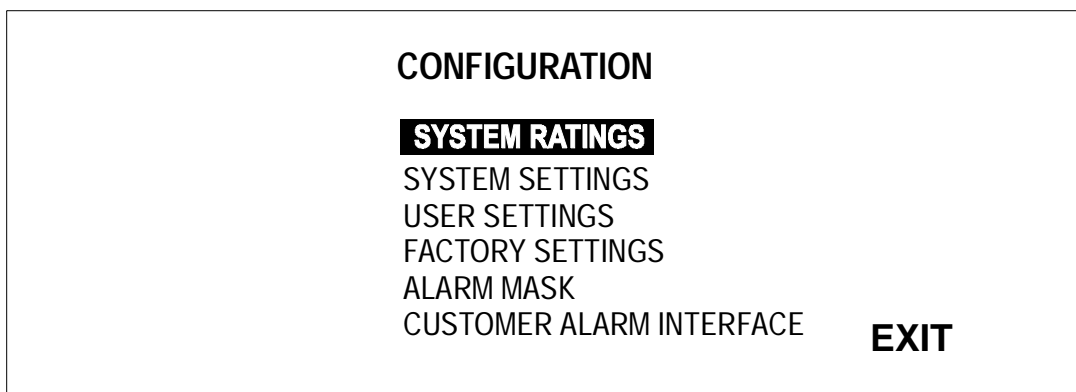 CONFIGURATION
SYSTEM RATINGS
SYSTEM SETTINGS
USER SETTINGS
FACTORY SETTINGS
ALARM MASK
CUSTOMER ALARM INTERFACE
EXIT